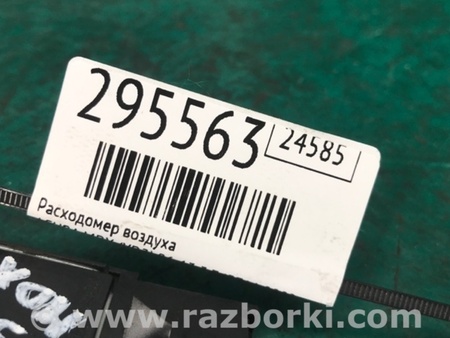 295563
24585
Расходомер воздуха
© www.razborki.com